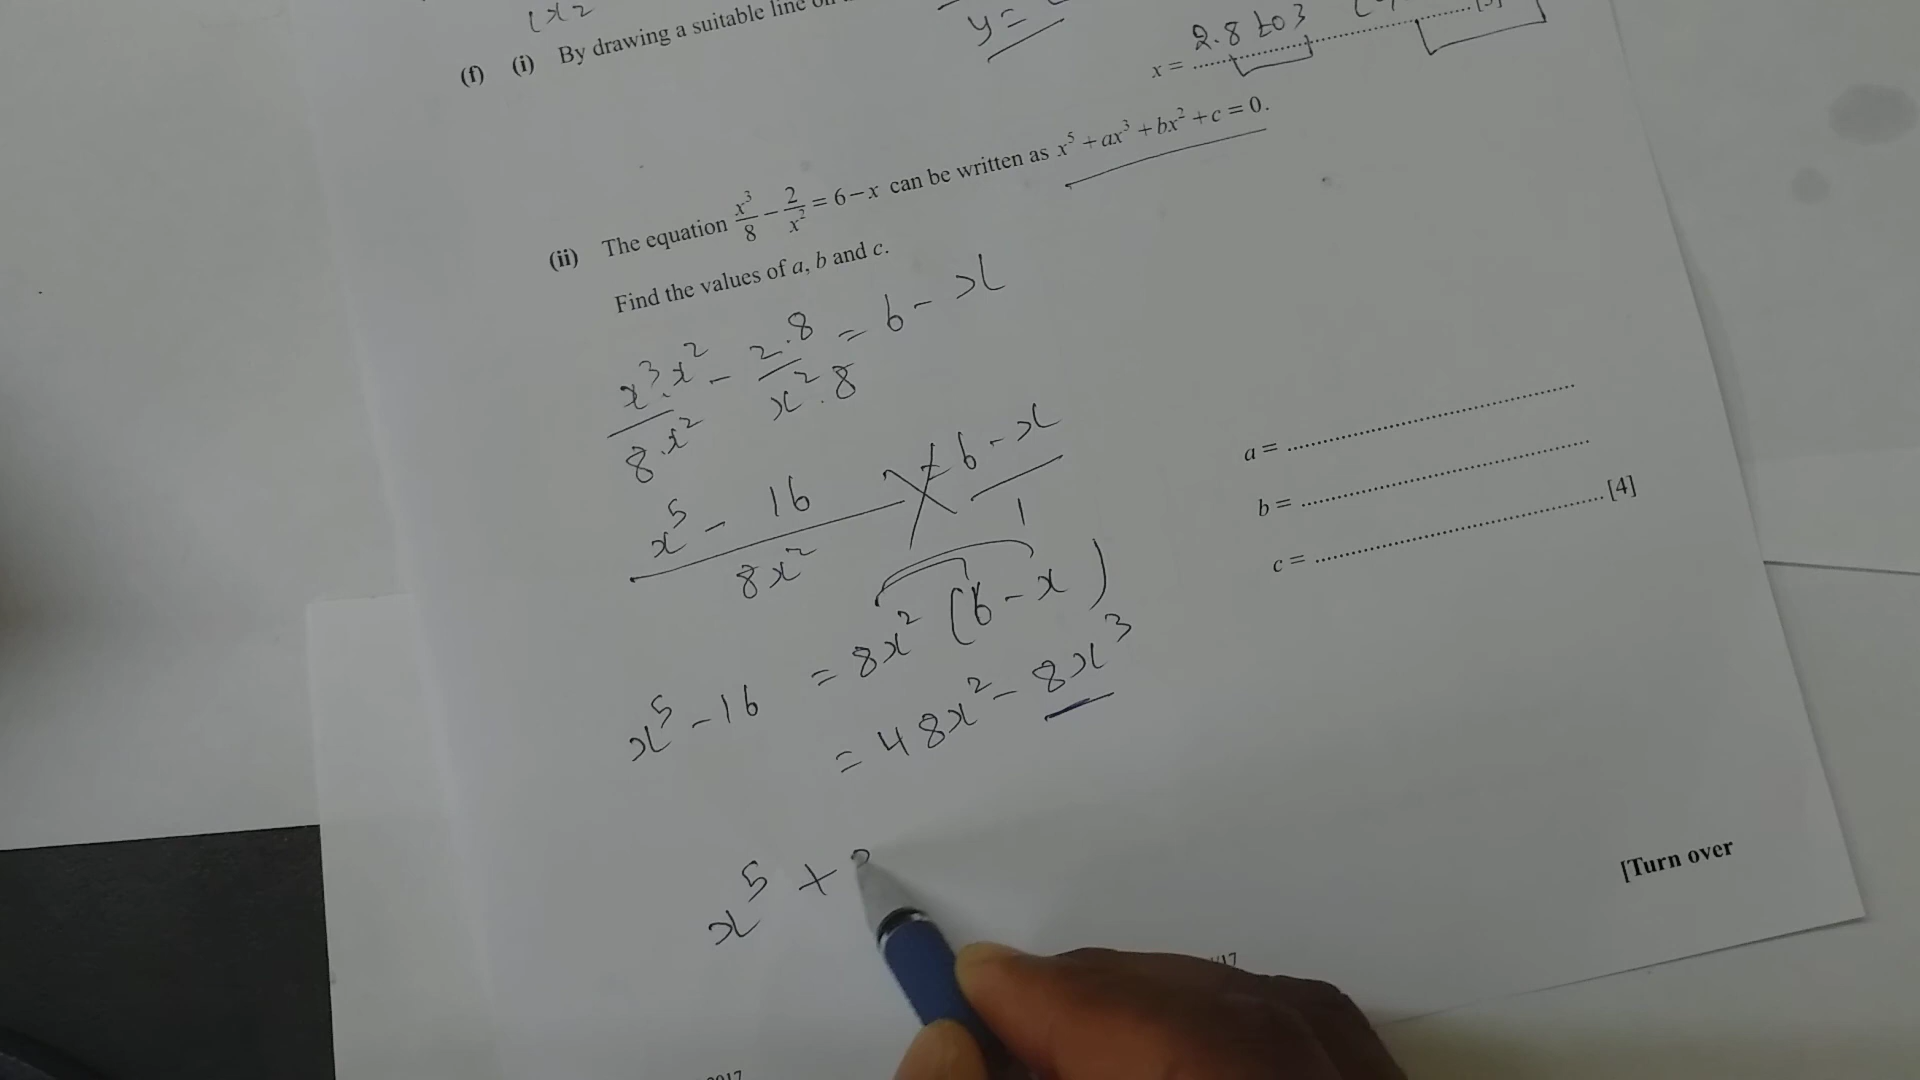 (f) (i) By drawing a suitable line on
y =
x = 2.8 to 3
(ii) The equation x³/8 − 2/x² = 6 − x can be written as x⁵ + ax³ + bx² + c = 0.
Find the values of a, b and c.
x³.x²/8.x² − 2.8/x².8 = 6 − x
x⁵ − 16/8x² = 6 − x/1
x⁵ − 16 = 8x² (6 − x)
= 48x² − 8x³
x⁵ +
a = ..............................
b = ..............................
c = .............................. [4]
[Turn over